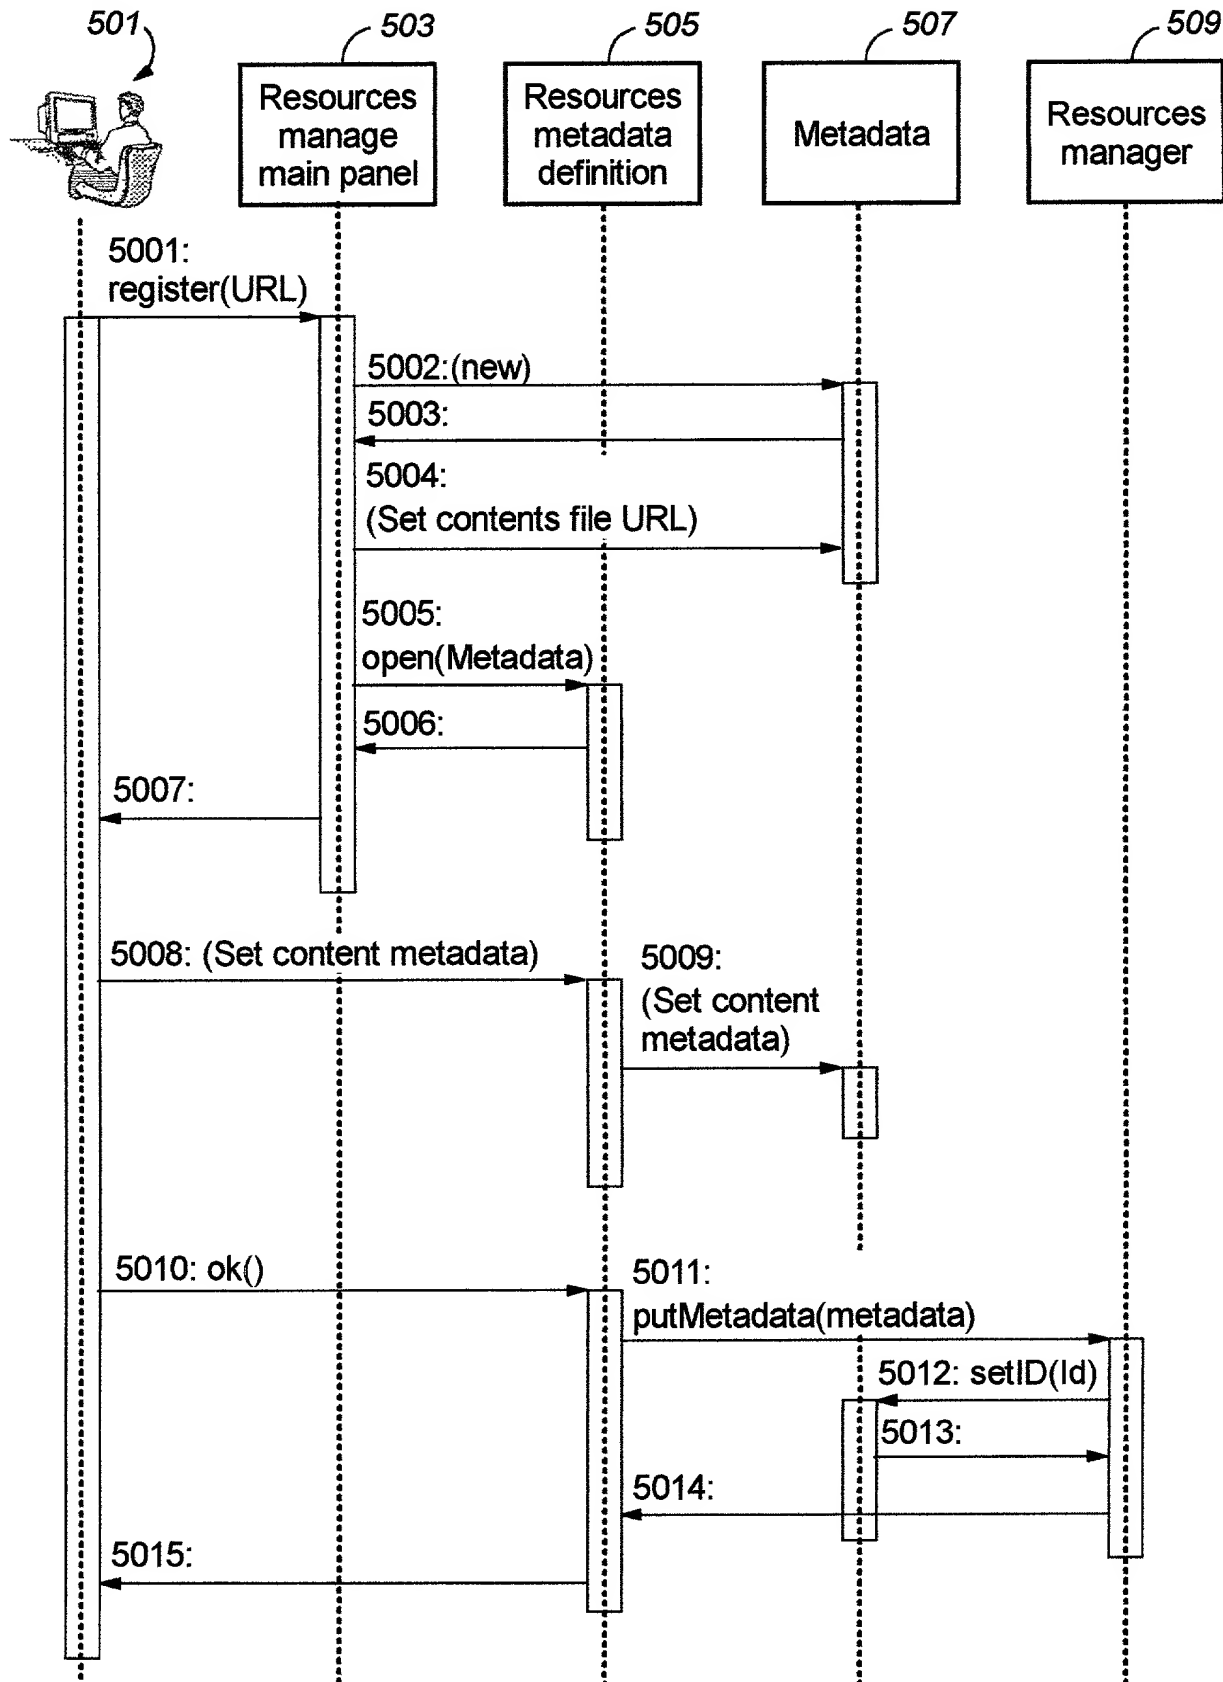 501
503
505
507
509
Resources
manage
main panel
Resources
metadata
definition
Metadata
Resources
manager
5001:
register(URL)
5002:(new)
5003:
5004:
(Set contents file URL)
5005:
open(Metadata)
5006:
5007:
5008: (Set content metadata)
5009:
(Set content
metadata)
5010: ok()
5011:
putMetadata(metadata)
5012: setID(Id)
5013:
5014:
5015: